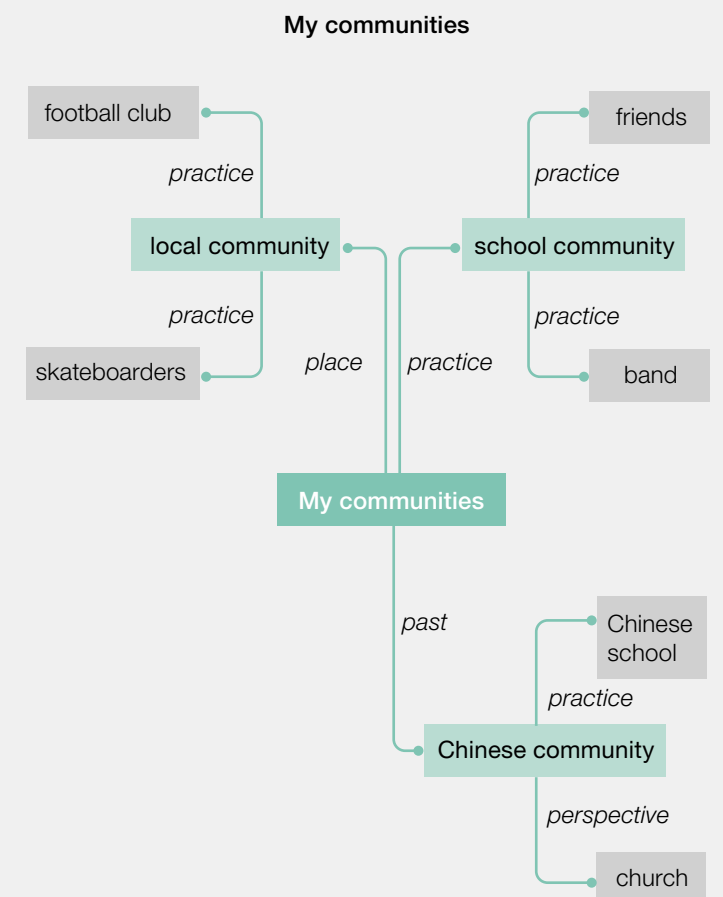 My communities
football club
friends
practice
practice
local community
school community
practice
practice
skateboarders
place
practice
band
My communities
past
Chinese
school
practice
Chinese community
perspective
church